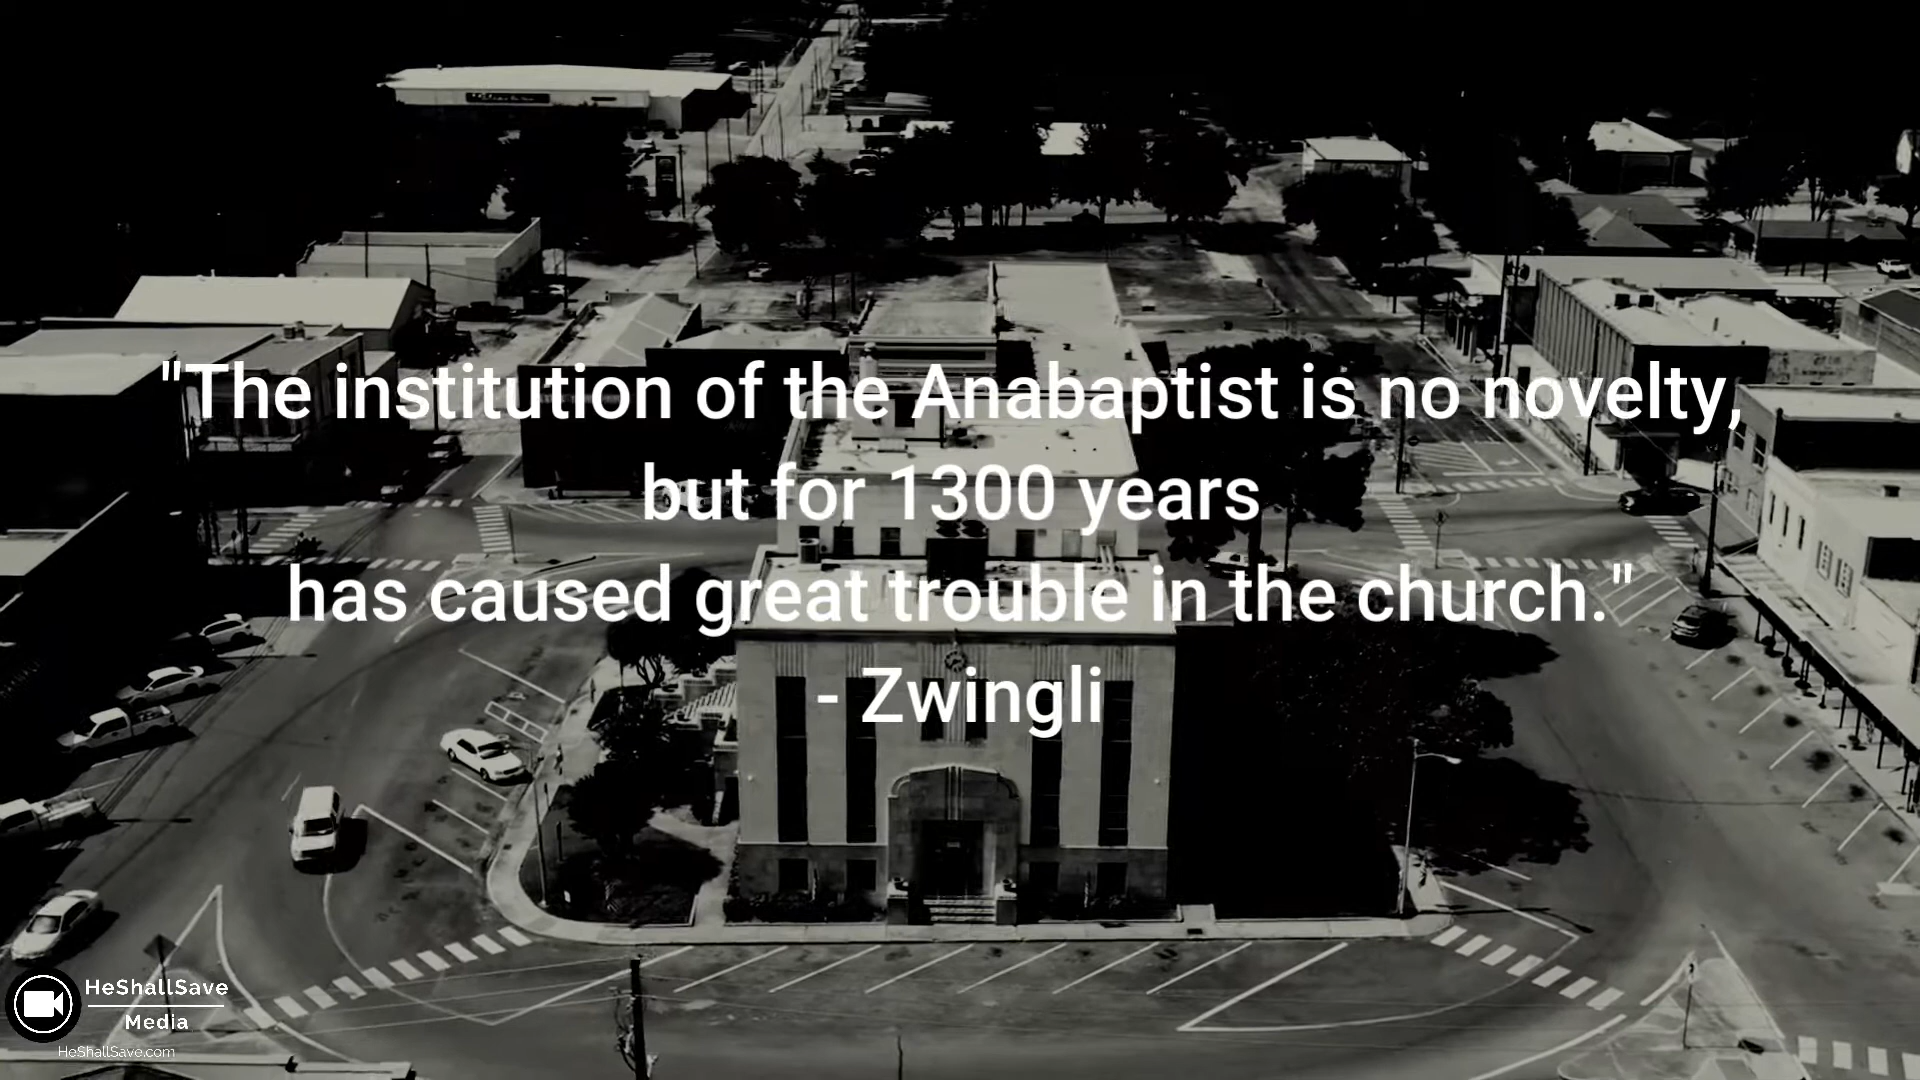 "The institution of the Anabaptist is no novelty,
but for 1300 years
has caused great trouble in the church."
- Zwingli
HeShallSave
Media
HeShallSave.com